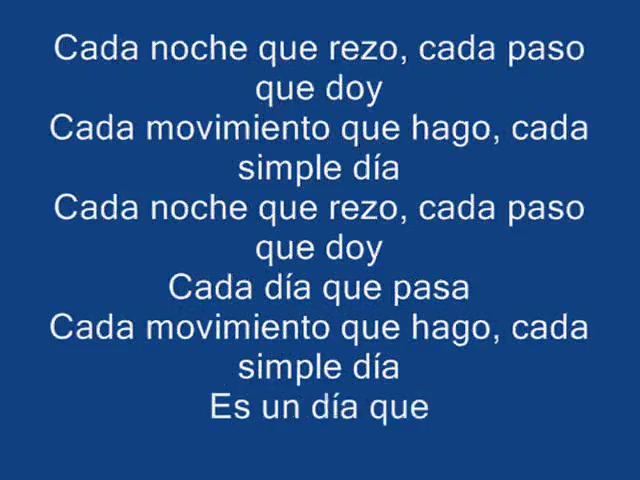 Cada noche que rezo, cada paso
que doy
Cada movimiento que hago, cada
simple día
Cada noche que rezo, cada paso
que doy
Cada día que pasa
Cada movimiento que hago, cada
simple día
Es un día que